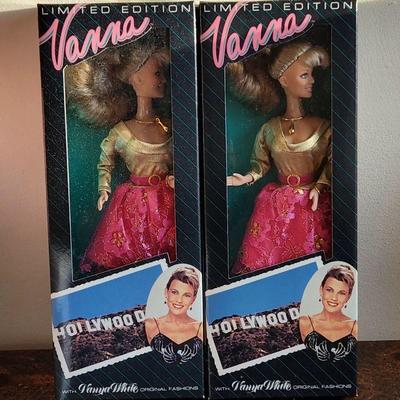 LIMITED EDITION
Vanna
HOLLYWOOD
WITH Vanna White ORIGINAL FASHIONS
LIMITED EDITION
Vanna
HOLLYWOOD
WITH Vanna White ORIGINAL FASHIONS